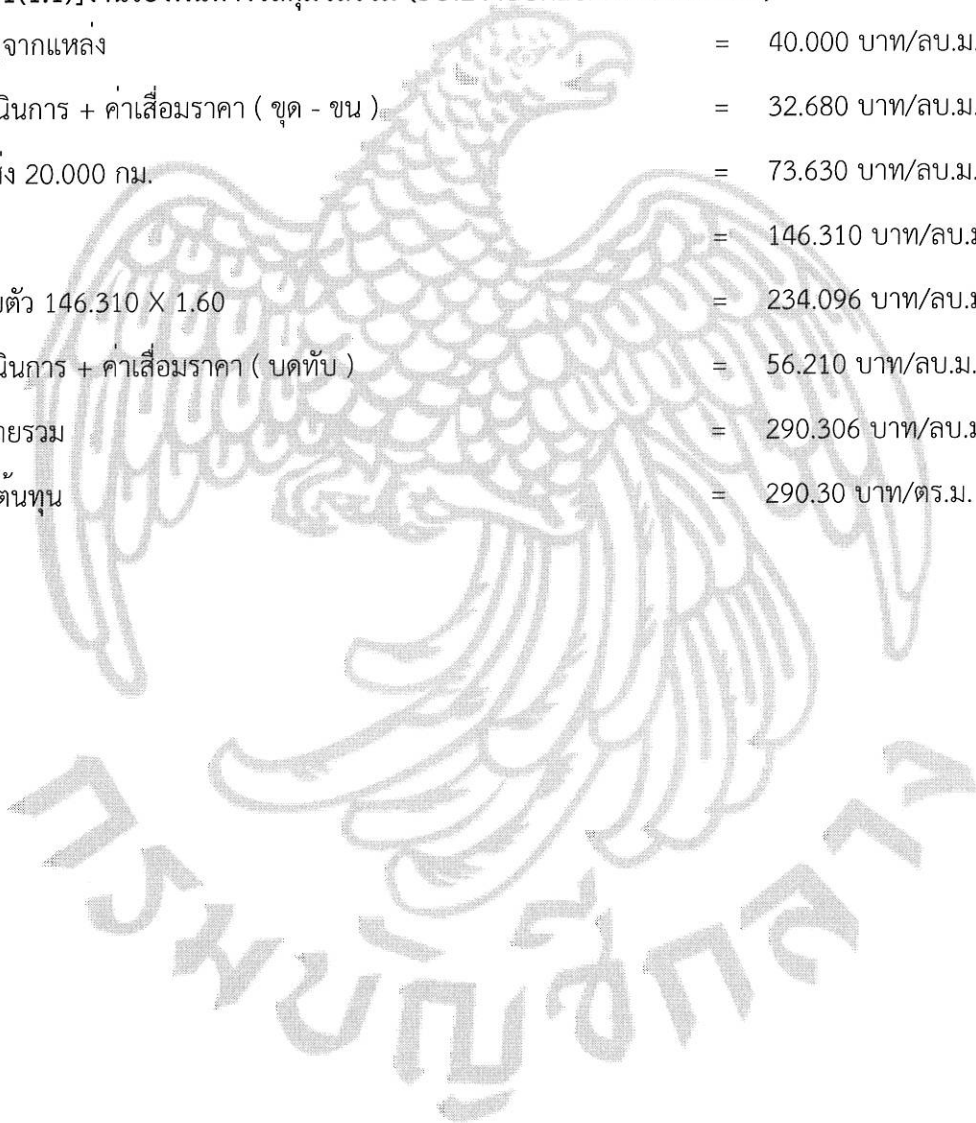 จากแหล่ง = 40.000 บาท/ลบ.ม.
นินการ + ค่าเสื่อมราคา ( ขุด - ขน ) = 32.680 บาท/ลบ.ม.
ส่ง 20.000 กม. = 73.630 บาท/ลบ.ม.
= 146.310 บาท/ลบ.ม
บตัว 146.310 X 1.60 = 234.096 บาท/ลบ.ม
นินการ + ค่าเสื่อมราคา ( บดทับ ) = 56.210 บาท/ลบ.ม.
ายรวม = 290.306 บาท/ลบ.ม
ต้นทุน = 290.30 บาท/ตร.ม.
กรมบัญชีกลาง